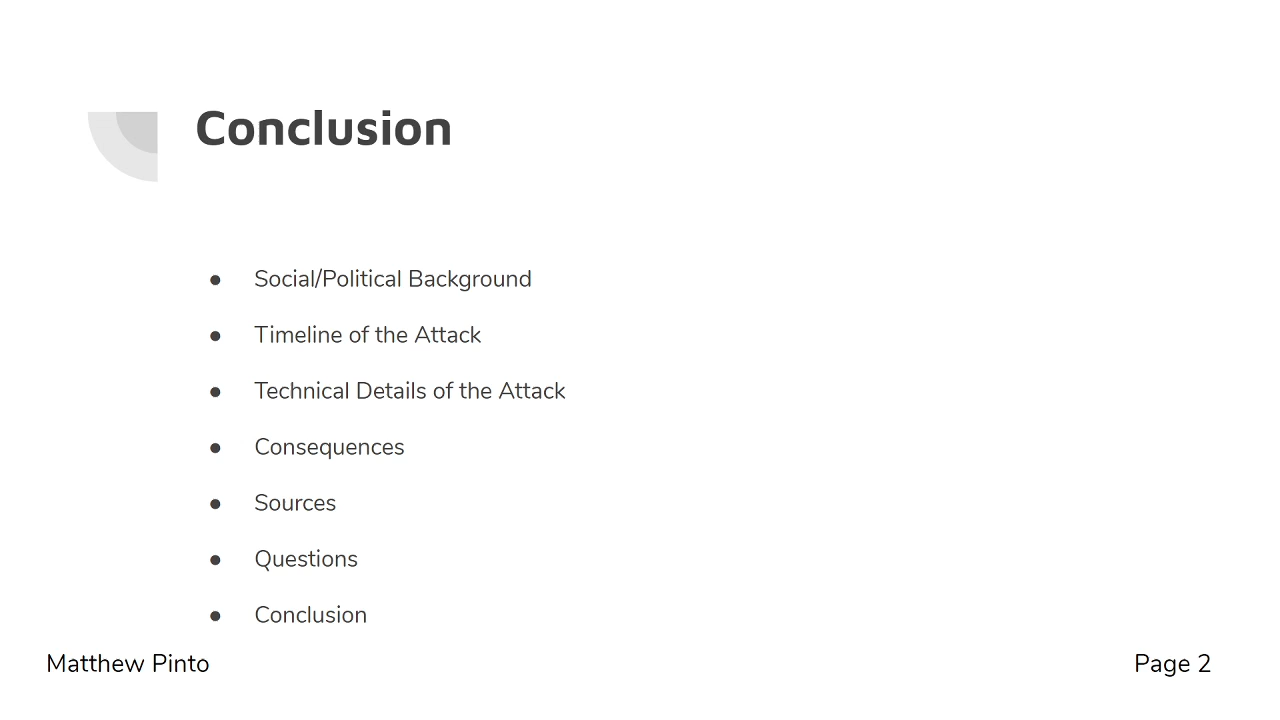 Conclusion
● Social/Political Background
● Timeline of the Attack
● Technical Details of the Attack
● Consequences
● Sources
● Questions
● Conclusion
Matthew Pinto
Page 2